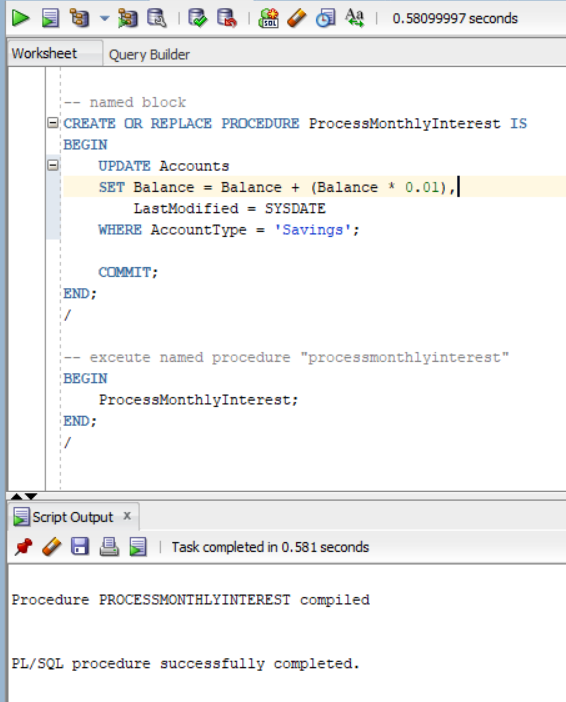 0.58099997 seconds
Worksheet Query Builder
-- named block
CREATE OR REPLACE PROCEDURE ProcessMonthlyInterest IS
BEGIN
    UPDATE Accounts
    SET Balance = Balance + (Balance * 0.01),
        LastModified = SYSDATE
    WHERE AccountType = 'Savings';
    COMMIT;
END;
/
-- exceute named procedure "processmonthlyinterest"
BEGIN
    ProcessMonthlyInterest;
END;
/
Script Output x
Task completed in 0.581 seconds
Procedure PROCESSMONTHLYINTEREST compiled
PL/SQL procedure successfully completed.